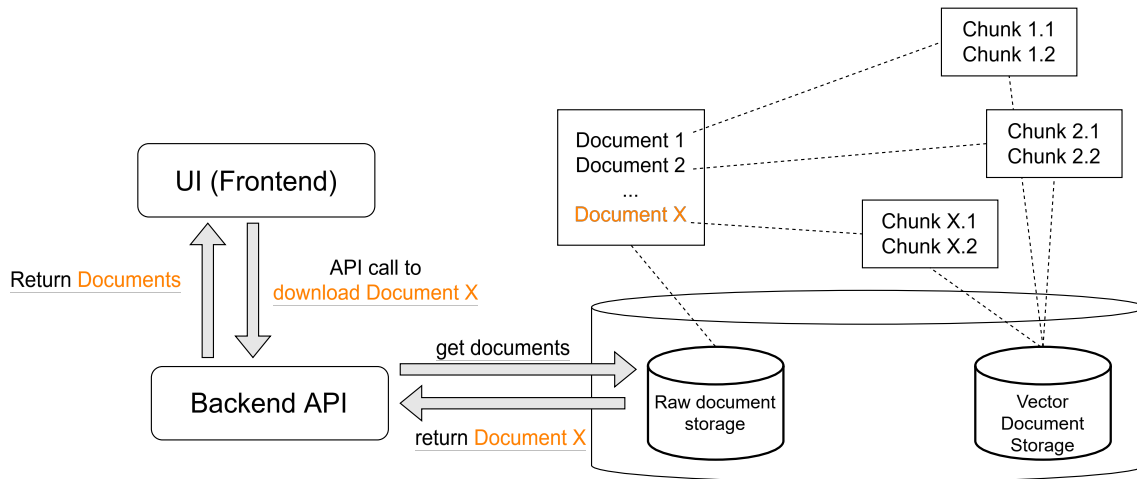 Chunk 1.1
Chunk 1.2
Document 1
Document 2
...
Document X
Chunk 2.1
Chunk 2.2
Chunk X.1
Chunk X.2
UI (Frontend)
Return Documents
API call to
download Document X
get documents
Backend API
return Document X
Raw document
storage
Vector
Document
Storage